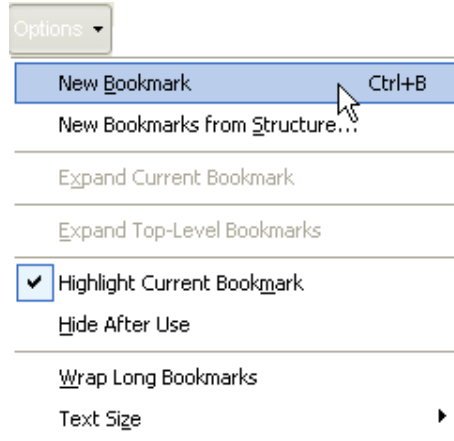 Options
New Bookmark Ctrl+B
New Bookmarks from Structure...
Expand Current Bookmark
Expand Top-Level Bookmarks
Highlight Current Bookmark
Hide After Use
Wrap Long Bookmarks
Text Size